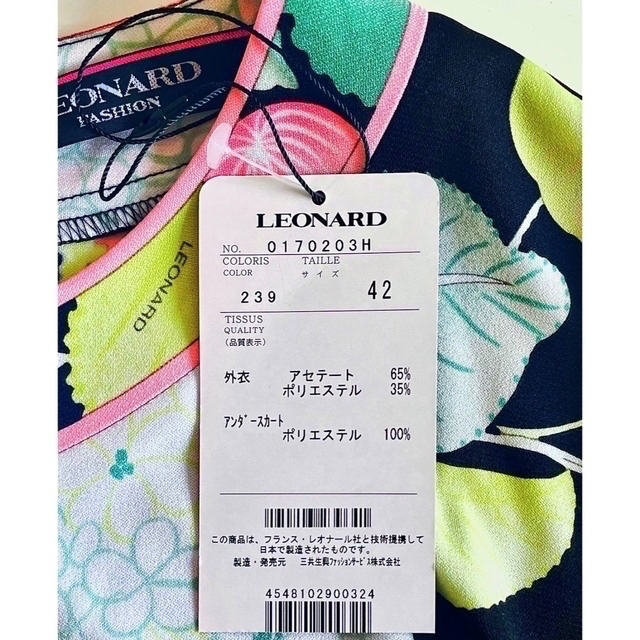 LEONARD
FASHION
LEONARD
LEONARD
NO. 0170203H
COLORIS TAILLE
COLOR サイズ
239 42
TISSUS
QUALITY
(品質表示)
外衣 アセテート 65%
ポリエステル 35%
アンダースカート
ポリエステル 100%
この商品は、フランス・レオナール社と技術提携して
日本で製造されたものです。
製造・発売元 三共生興ファッションサービス株式会社
4548102900324